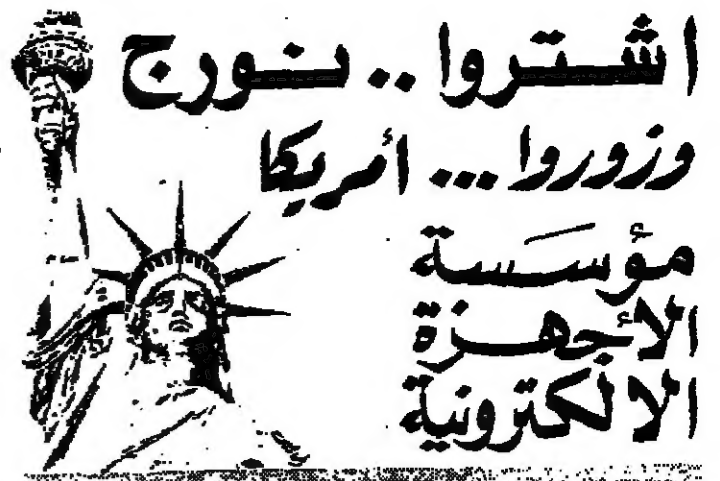 اشتروا .. نورج
وزوروا ... أمريكا
مؤسسة
الأجهزة
الالكترونية